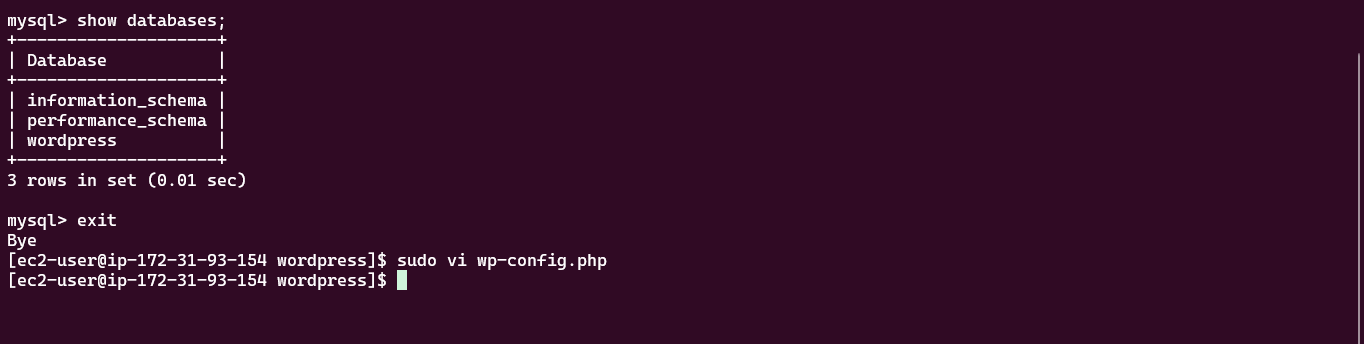 mysql> show databases;
+--------------------+
| Database           |
+--------------------+
| information_schema |
| performance_schema |
| wordpress          |
+--------------------+
3 rows in set (0.01 sec)
mysql> exit
Bye
[ec2-user@ip-172-31-93-154 wordpress]$ sudo vi wp-config.php
[ec2-user@ip-172-31-93-154 wordpress]$